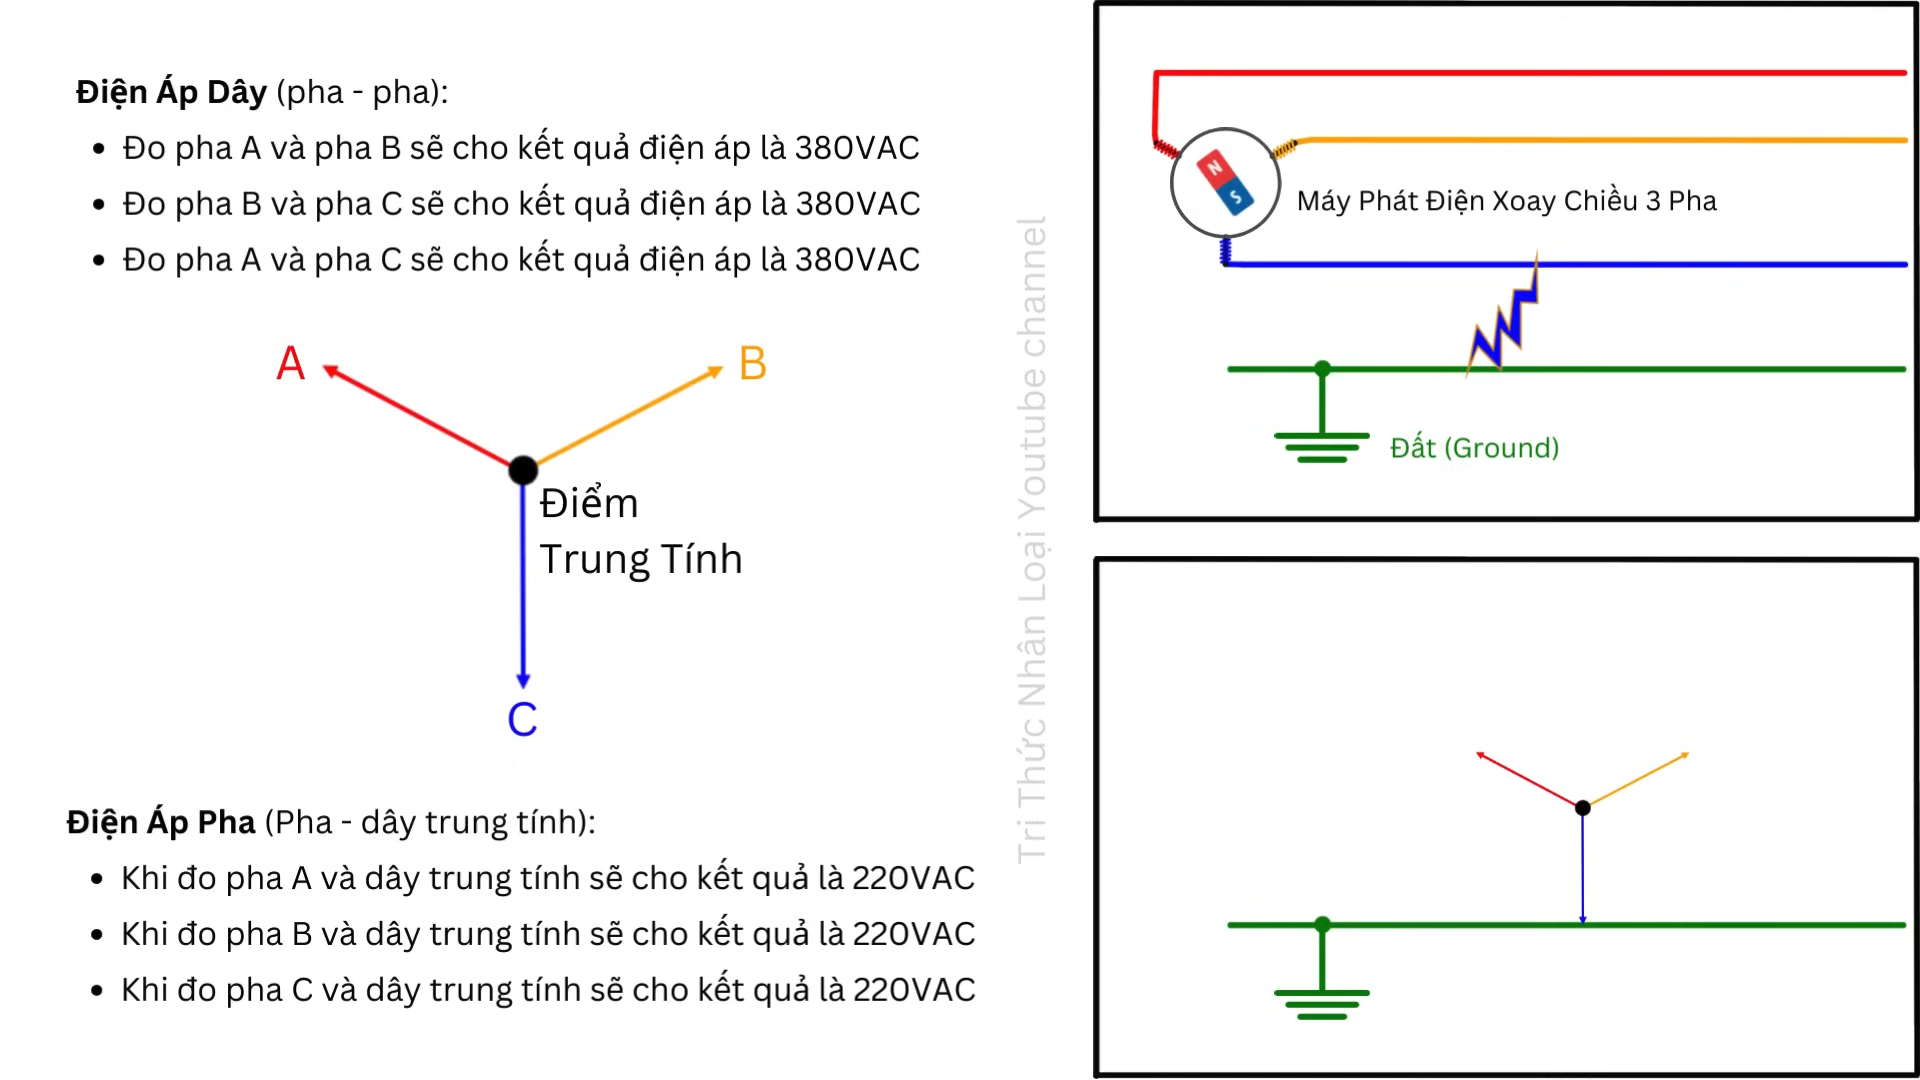 Điện Áp Dây (pha - pha):
• Đo pha A và pha B sẽ cho kết quả điện áp là 380VAC
• Đo pha B và pha C sẽ cho kết quả điện áp là 380VAC
• Đo pha A và pha C sẽ cho kết quả điện áp là 380VAC
A
B
Điểm
Trung Tính
C
Điện Áp Pha (Pha - dây trung tính):
• Khi đo pha A và dây trung tính sẽ cho kết quả là 220VAC
• Khi đo pha B và dây trung tính sẽ cho kết quả là 220VAC
• Khi đo pha C và dây trung tính sẽ cho kết quả là 220VAC
Tri Thức Nhân Loại Youtube channel
N
S
Máy Phát Điện Xoay Chiều 3 Pha
Đất (Ground)